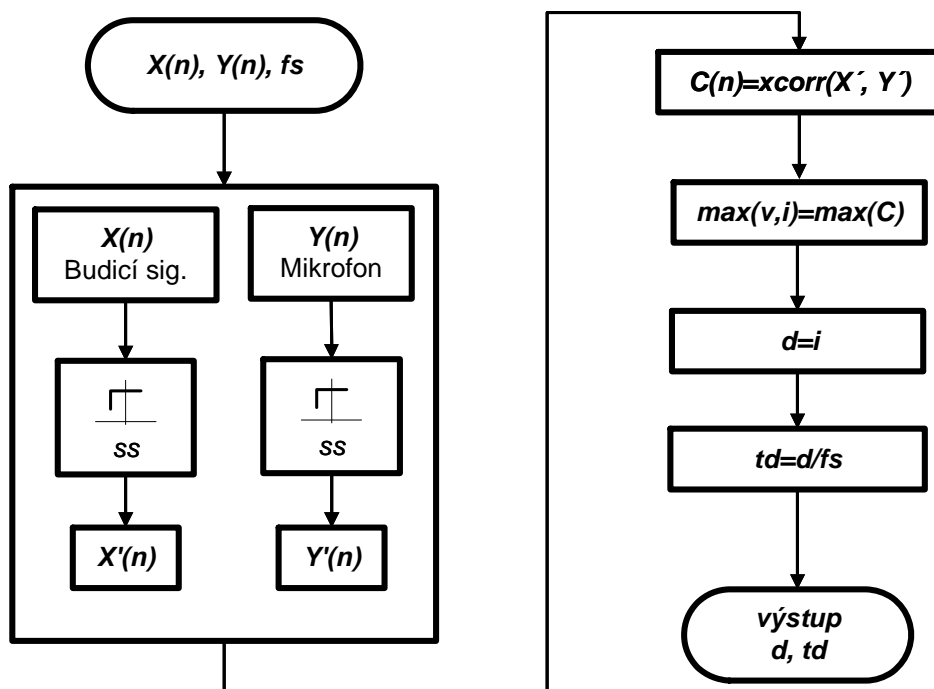 X(n), Y(n), fs
X(n)
Budicí sig.
Y(n)
Mikrofon
ss
ss
X'(n)
Y'(n)
C(n)=xcorr(X´, Y´)
max(v,i)=max(C)
d=i
td=d/fs
výstup
d, td